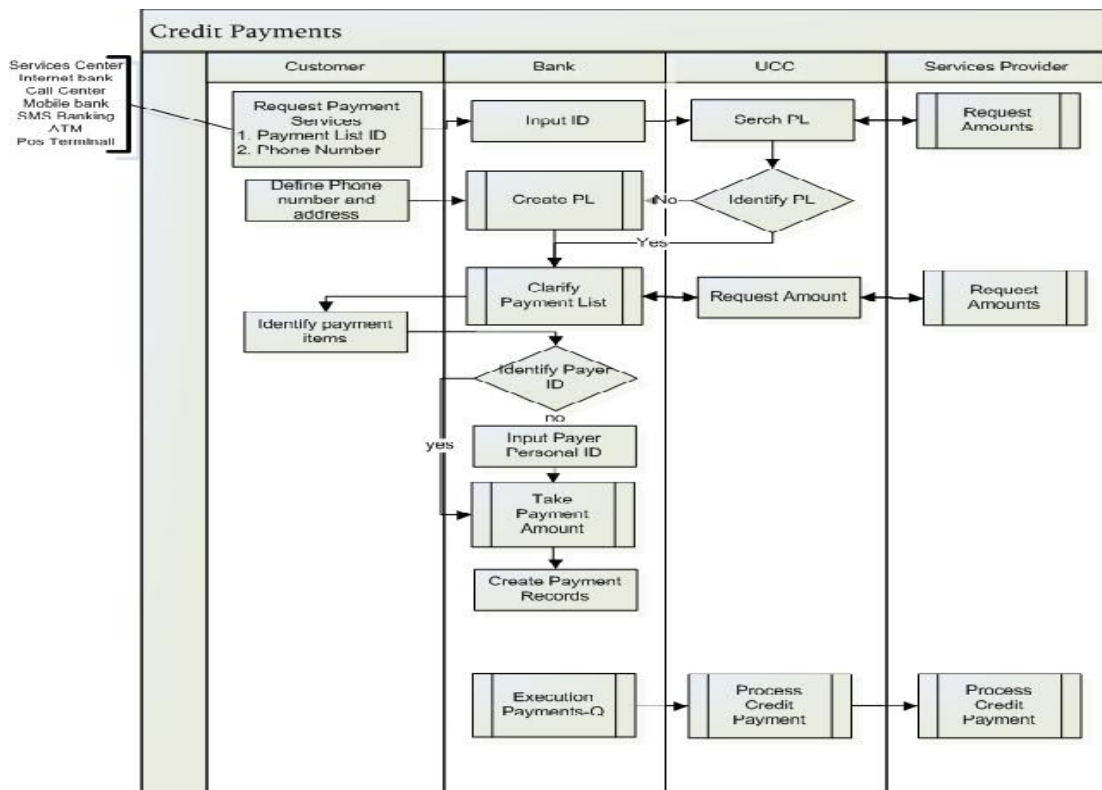 Credit Payments
Services Center
Internet bank
Call Center
Mobile bank
SMS Banking
ATM
Pos Terminall
Customer
Bank
UCC
Services Provider
Request Payment
Services
1. Payment List ID
2. Phone Number
Input ID
Serch PL
Request
Amounts
Define Phone
number and
address
Create PL
No
Identify PL
Yes
Clarify
Payment List
Request Amount
Request
Amounts
Identify payment
items
Identify Payer
ID
no
yes
Input Payer
Personal ID
Take
Payment
Amount
Create Payment
Records
Execution
Payments-Q
Process
Credit
Payment
Process
Credit
Payment